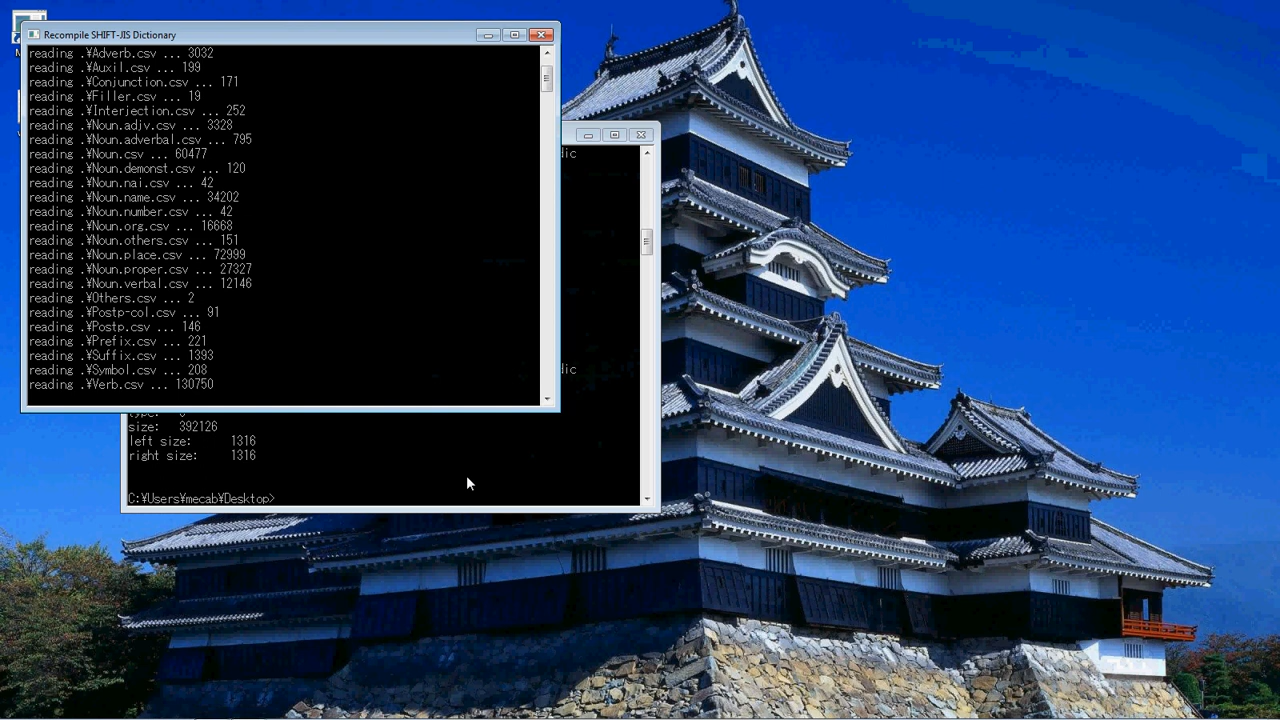 Recompile SHIFT-JIS Dictionary
reading .¥Adverb.csv ... 3032
reading .¥Auxil.csv ... 199
reading .¥Conjunction.csv ... 171
reading .¥Filler.csv ... 19
reading .¥Interjection.csv ... 252
reading .¥Noun.adjv.csv ... 3328
reading .¥Noun.adverbal.csv ... 795
reading .¥Noun.csv ... 60477
reading .¥Noun.demonst.csv ... 120
reading .¥Noun.nai.csv ... 42
reading .¥Noun.name.csv ... 34202
reading .¥Noun.number.csv ... 42
reading .¥Noun.org.csv ... 16668
reading .¥Noun.others.csv ... 151
reading .¥Noun.place.csv ... 72999
reading .¥Noun.proper.csv ... 27327
reading .¥Noun.verbal.csv ... 12146
reading .¥Others.csv ... 2
reading .¥Postp-col.csv ... 91
reading .¥Postp.csv ... 146
reading .¥Prefix.csv ... 221
reading .¥Suffix.csv ... 1393
reading .¥Symbol.csv ... 208
reading .¥Verb.csv ... 130750
dic
dic
type: 0
size: 392126
left size: 1316
right size: 1316
C:¥Users¥mecab¥Desktop>